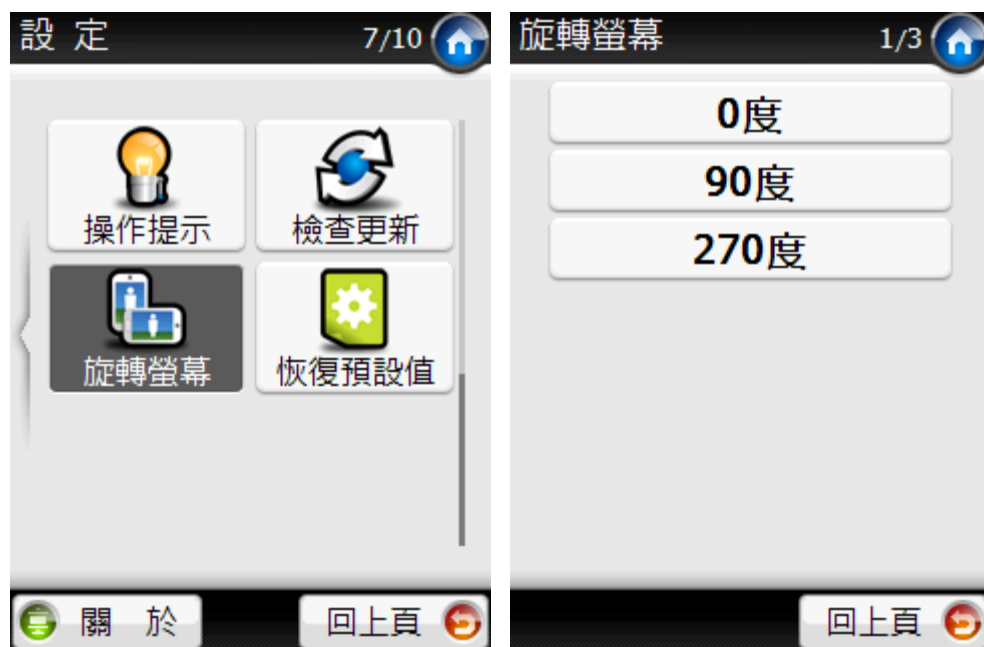 設 定 7/10
操作提示 檢查更新
旋轉螢幕 恢復預設值
關 於 回上頁
旋轉螢幕 1/3
0度
90度
270度
回上頁